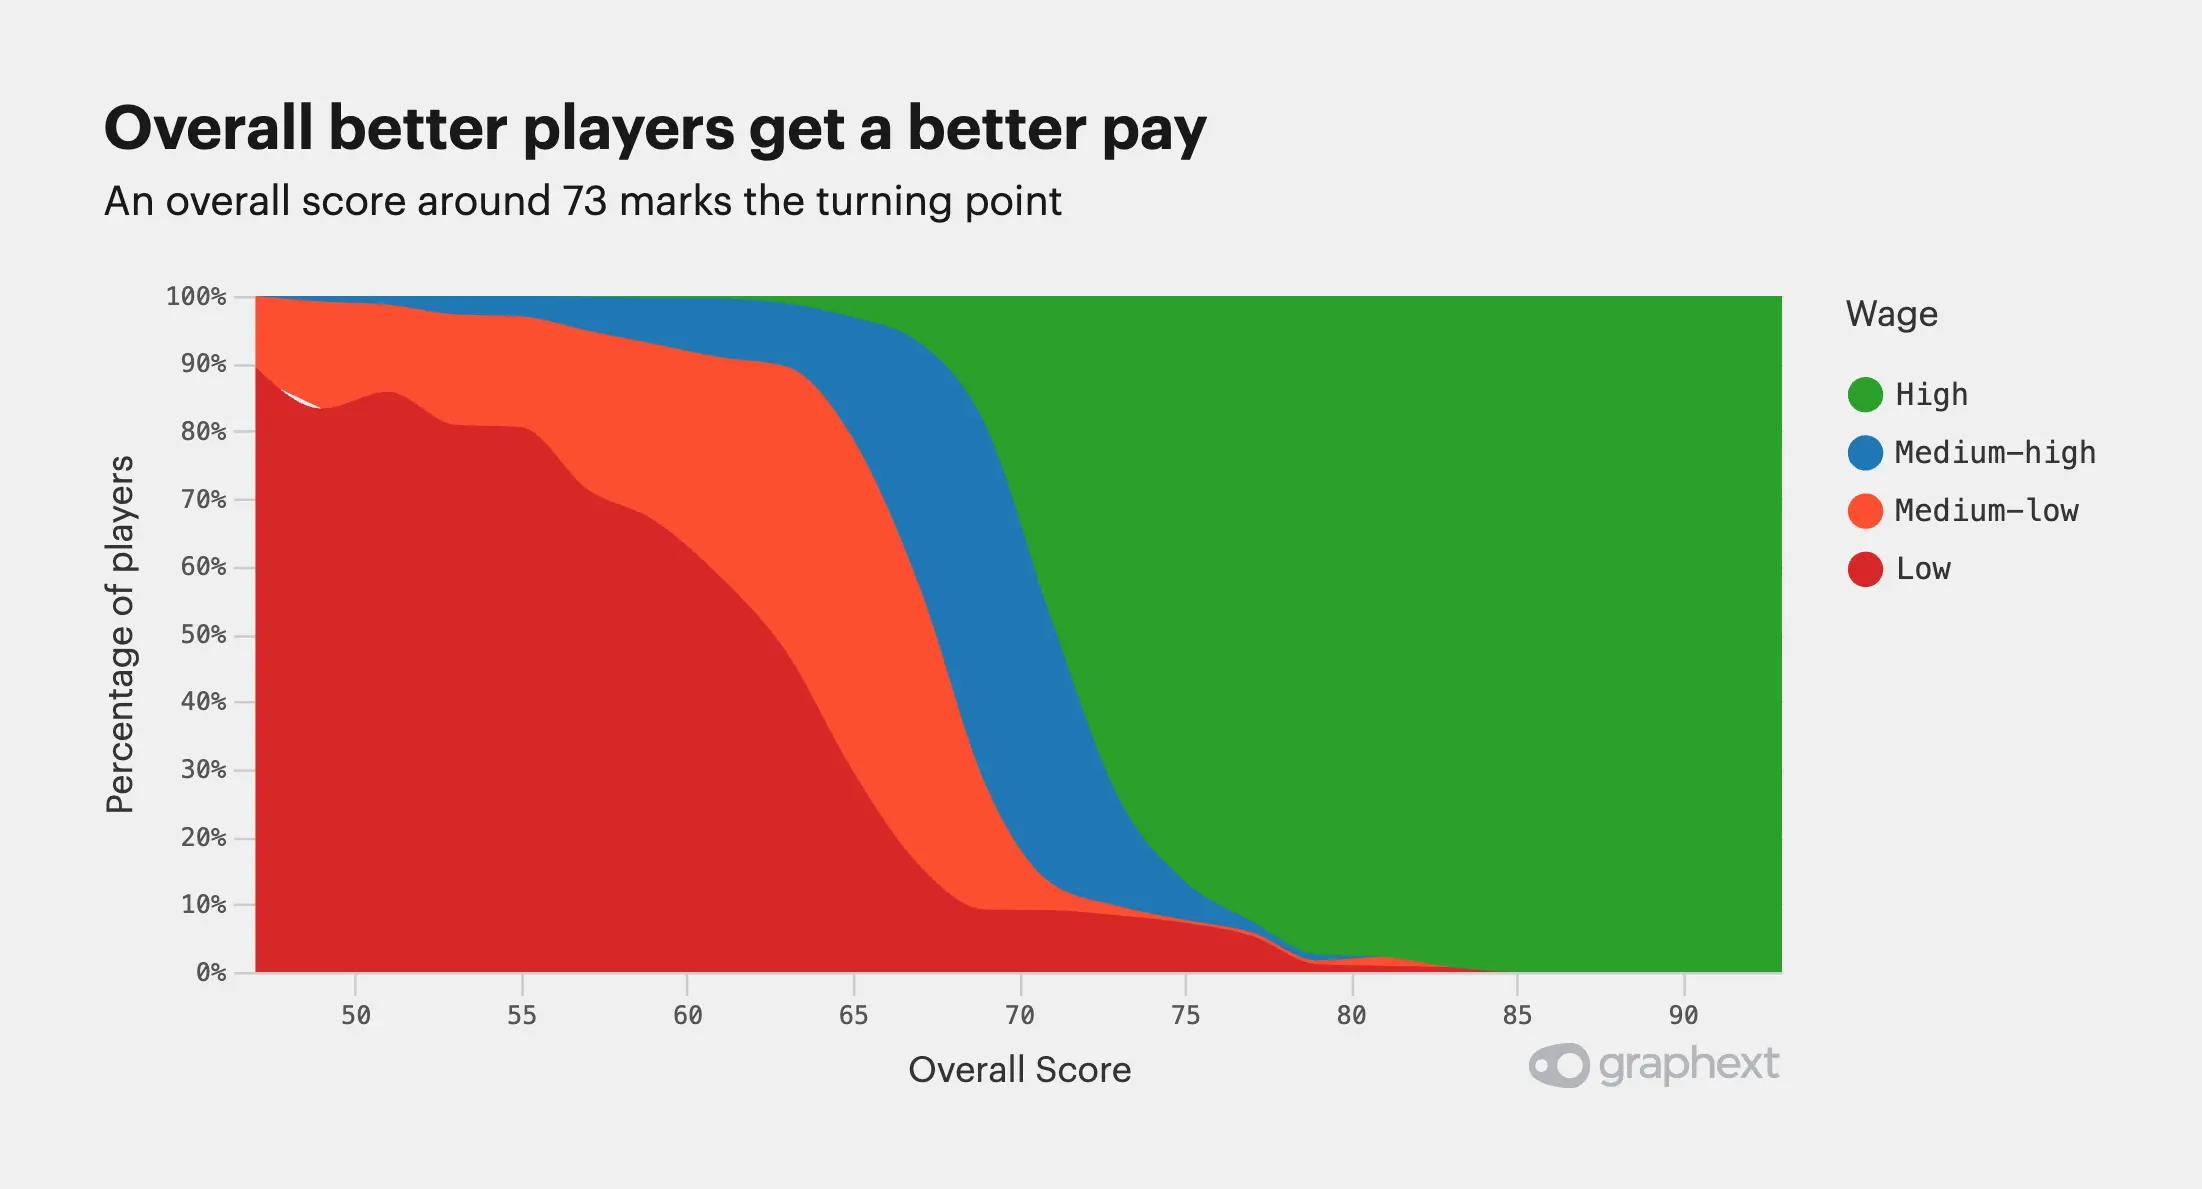 Overall better players get a better pay
An overall score around 73 marks the turning point
100%
90%
80%
70%
60%
50%
40%
30%
20%
10%
0%
Percentage of players
50 55 60 65 70 75 80 85 90
Overall Score
Wage
High
Medium-high
Medium-low
Low
graphext